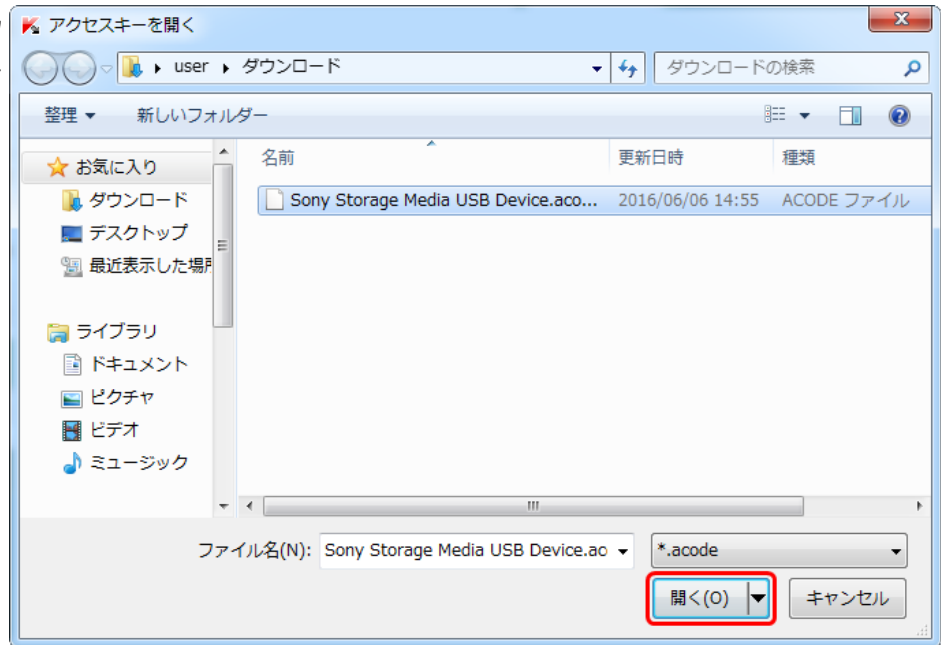 アクセスキーを開く
user ダウンロード ダウンロードの検索
整理 新しいフォルダー
お気に入り
ダウンロード
デスクトップ
最近表示した場所
ライブラリ
ドキュメント
ピクチャ
ビデオ
ミュージック
名前 更新日時 種類
Sony Storage Media USB Device.aco... 2016/06/06 14:55 ACODE ファイル
ファイル名(N): Sony Storage Media USB Device.ac *.acode
開く(O) キャンセル